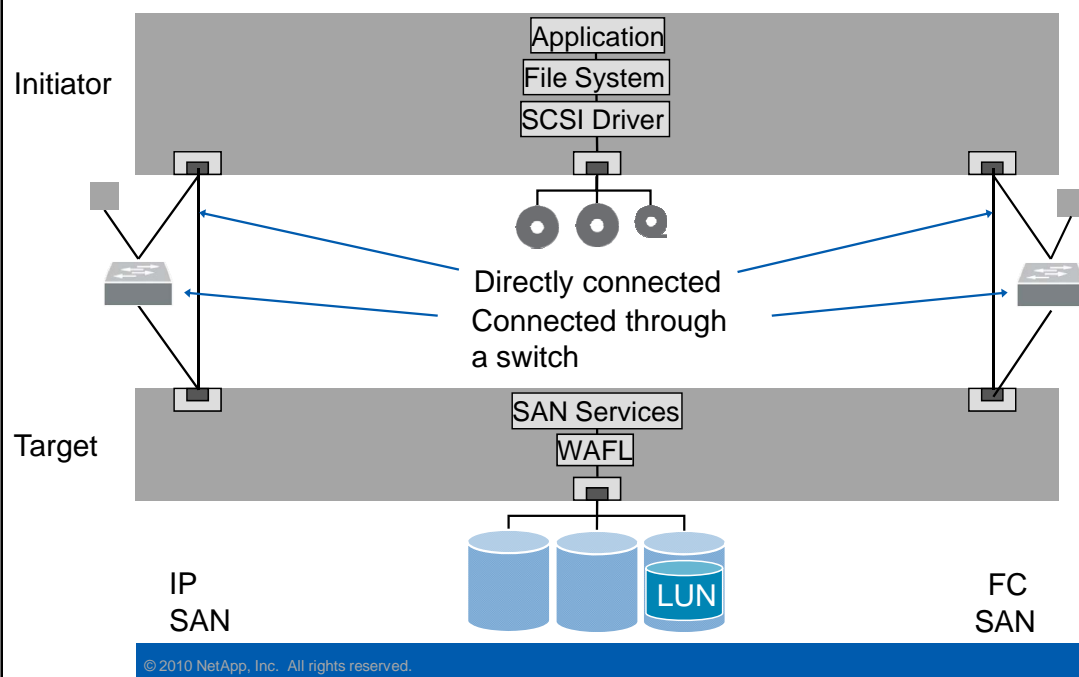 Initiator
Application
File System
SCSI Driver
Directly connected
Connected through
a switch
Target
SAN Services
WAFL
LUN
IP
SAN
FC
SAN
© 2010 NetApp, Inc. All rights reserved.